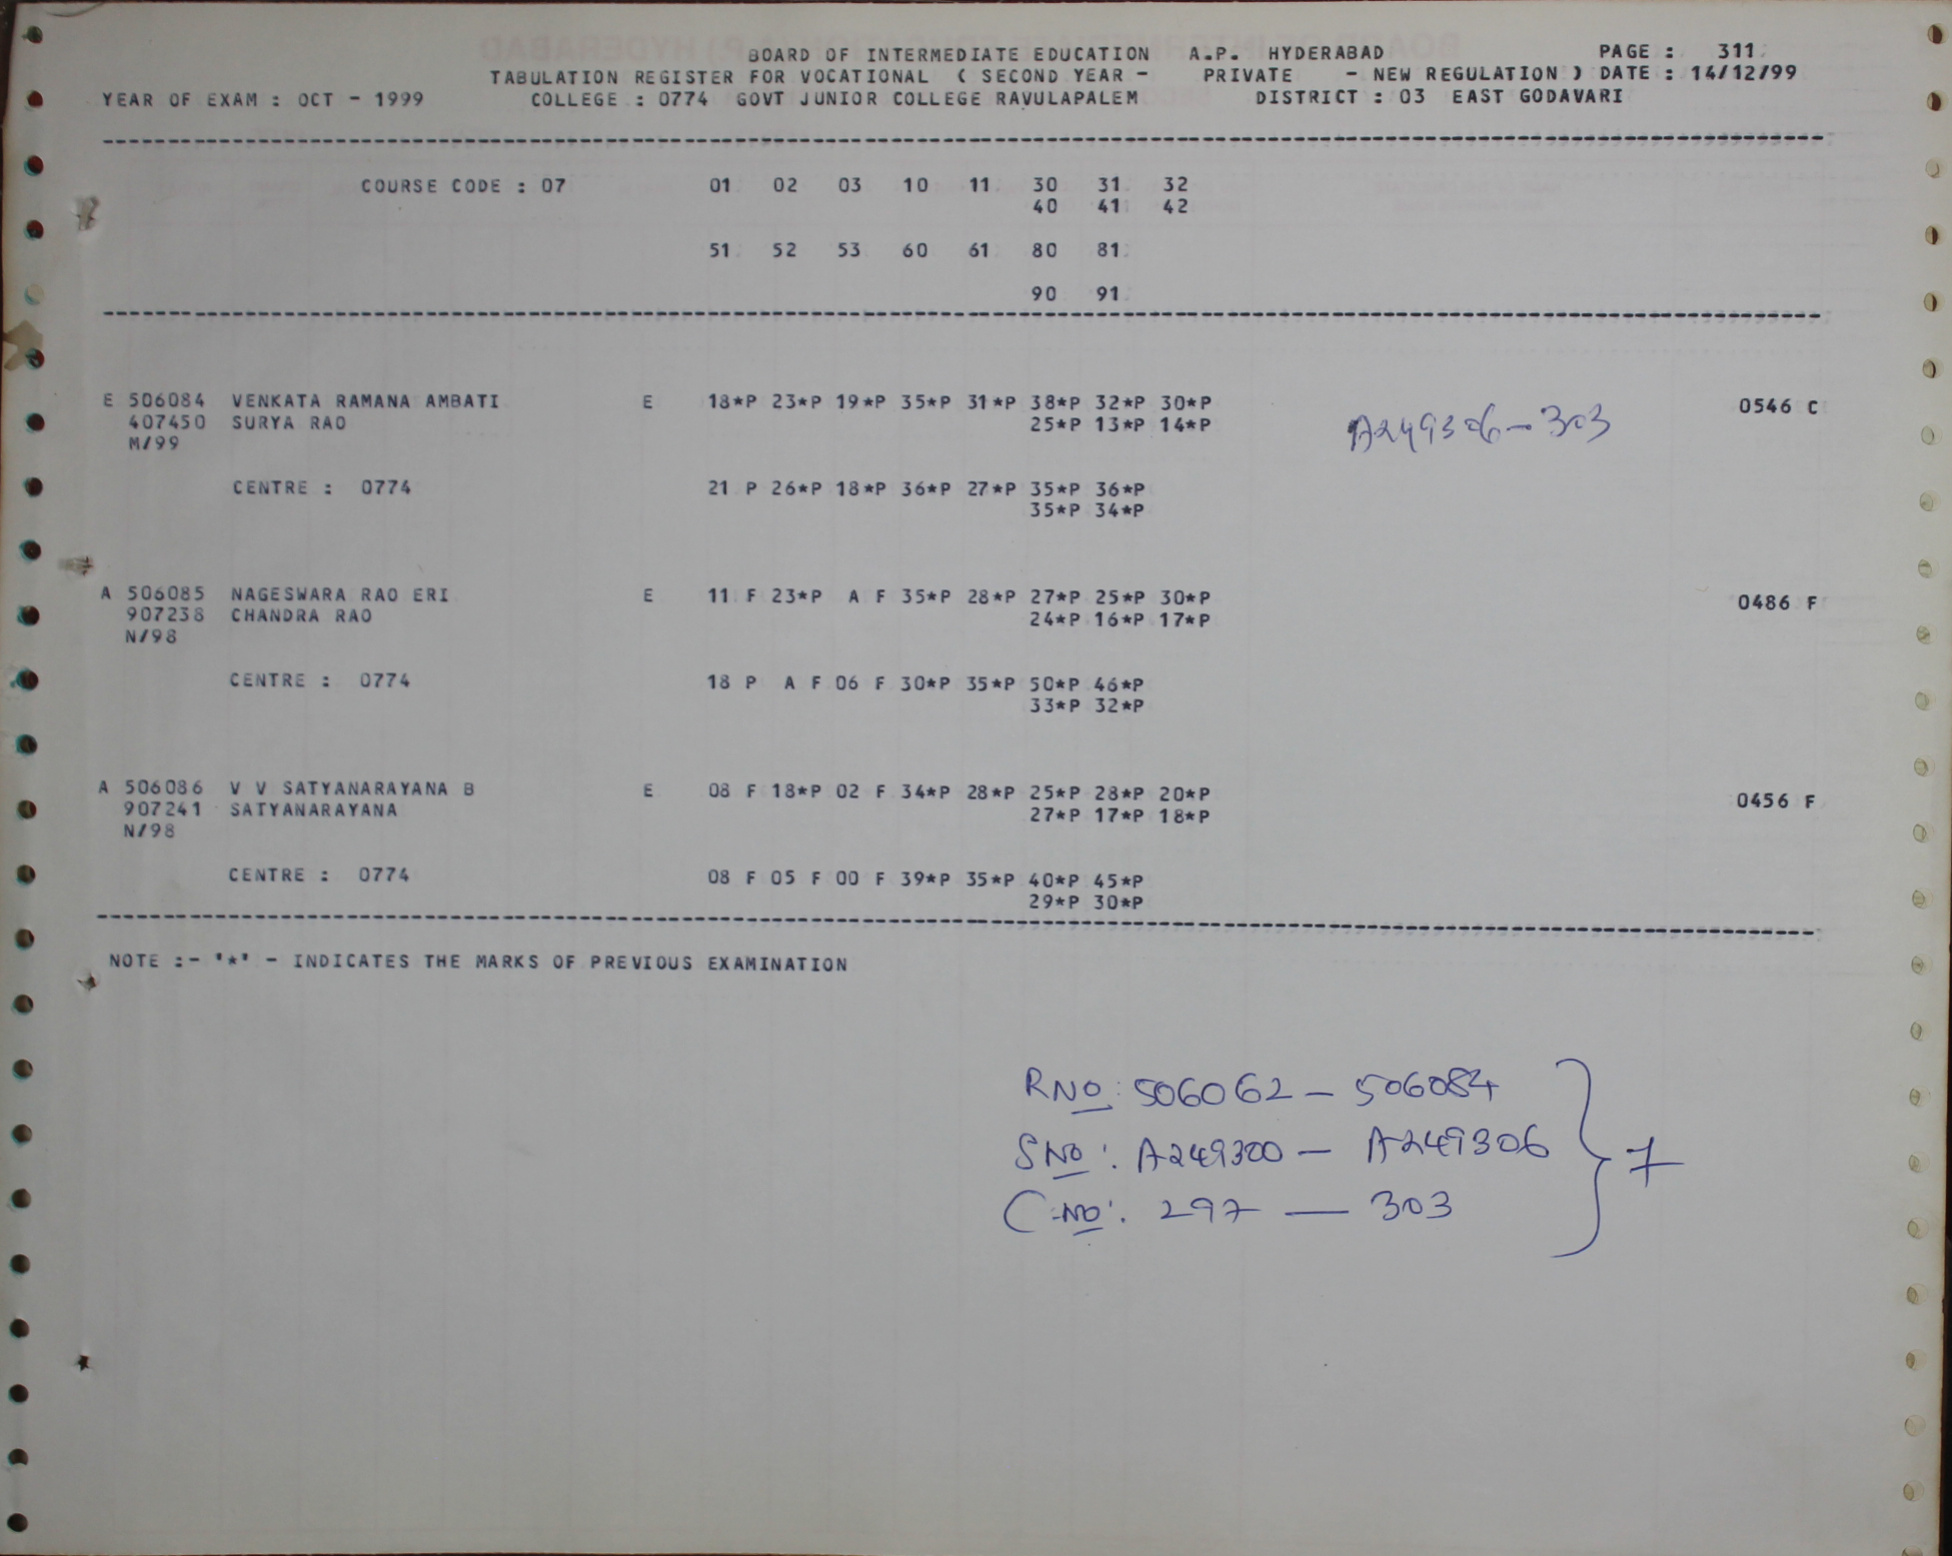 BOARD OF INTERMEDIATE EDUCATION A.P. HYDERABAD PAGE : 311
TABULATION REGISTER FOR VOCATIONAL ( SECOND YEAR - PRIVATE - NEW REGULATION ) DATE : 14/12/99
YEAR OF EXAM : OCT - 1999 COLLEGE : 0774 GOVT JUNIOR COLLEGE RAVULAPALEM DISTRICT : 03 EAST GODAVARI
COURSE CODE : 07 01 02 03 10 11 30 31 32
40 41 42
51 52 53 60 61 80 81
90 91
E 506084 VENKATA RAMANA AMBATI E 18*P 23*P 19*P 35*P 31*P 38*P 32*P 30*P 0546 C
407450 SURYA RAO 25*P 13*P 14*P A249306-303
M/99
CENTRE : 0774 21 P 26*P 18*P 36*P 27*P 35*P 36*P
35*P 34*P
A 506085 NAGESWARA RAO ERI E 11 F 23*P A F 35*P 28*P 27*P 25*P 30*P 0486 F
907238 CHANDRA RAO 24*P 16*P 17*P
N/98
CENTRE : 0774 18 P A F 06 F 30*P 35*P 50*P 46*P
33*P 32*P
A 506086 V V SATYANARAYANA B E 08 F 18*P 02 F 34*P 28*P 25*P 28*P 20*P 0456 F
907241 SATYANARAYANA 27*P 17*P 18*P
N/98
CENTRE : 0774 08 F 05 F 00 F 39*P 35*P 40*P 45*P
29*P 30*P
NOTE :- '*' - INDICATES THE MARKS OF PREVIOUS EXAMINATION
RNo: 506062 - 506084
SNo: A249300 - A249306 } 7
C-No: 297 - 303